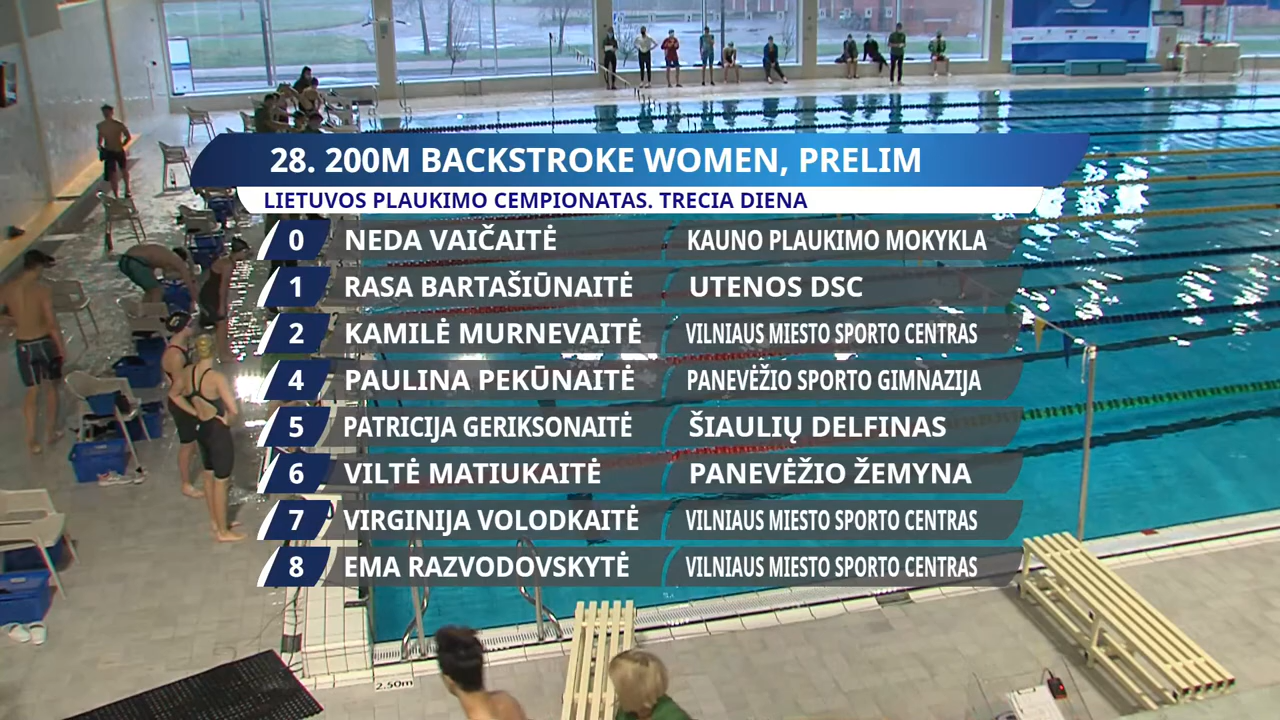 28. 200M BACKSTROKE WOMEN, PRELIM
LIETUVOS PLAUKIMO CEMPIONATAS. TRECIA DIENA
0 NEDA VAIČAITĖ KAUNO PLAUKIMO MOKYKLA
1 RASA BARTAŠIŪNAITĖ UTENOS DSC
2 KAMILĖ MURNEVAITĖ VILNIAUS MIESTO SPORTO CENTRAS
4 PAULINA PEKŪNAITĖ PANEVĖŽIO SPORTO GIMNAZIJA
5 PATRICIJA GERIKSONAITĖ ŠIAULIŲ DELFINAS
6 VILTĖ MATIUKAITĖ PANEVĖŽIO ŽEMYNA
7 VIRGINIJA VOLODKAITĖ VILNIAUS MIESTO SPORTO CENTRAS
8 EMA RAZVODOVSKYTĖ VILNIAUS MIESTO SPORTO CENTRAS
2.50m